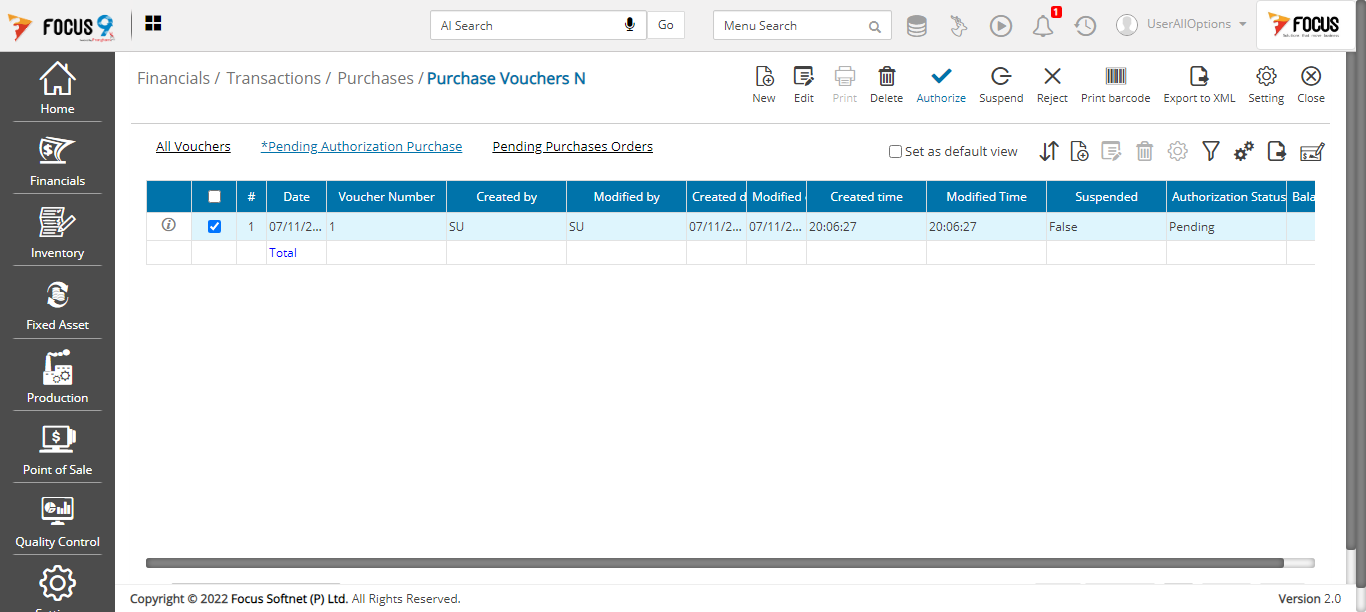 FOCUS 9
AI Search
Go
Menu Search
1
UserAllOptions
FOCUS
Home
Financials
Inventory
Fixed Asset
Production
Point of Sale
Quality Control
Financials / Transactions / Purchases / Purchase Vouchers N
New Edit Print Delete Authorize Suspend Reject Print barcode Export to XML Setting Close
All Vouchers *Pending Authorization Purchase Pending Purchases Orders
Set as default view
# Date Voucher Number Created by Modified by Created d Modified Created time Modified Time Suspended Authorization Status Bala
1 07/11/2... 1 SU SU 07/11/2... 07/11/2... 20:06:27 20:06:27 False Pending
Total
Copyright © 2022 Focus Softnet (P) Ltd. All Rights Reserved.
Version 2.0